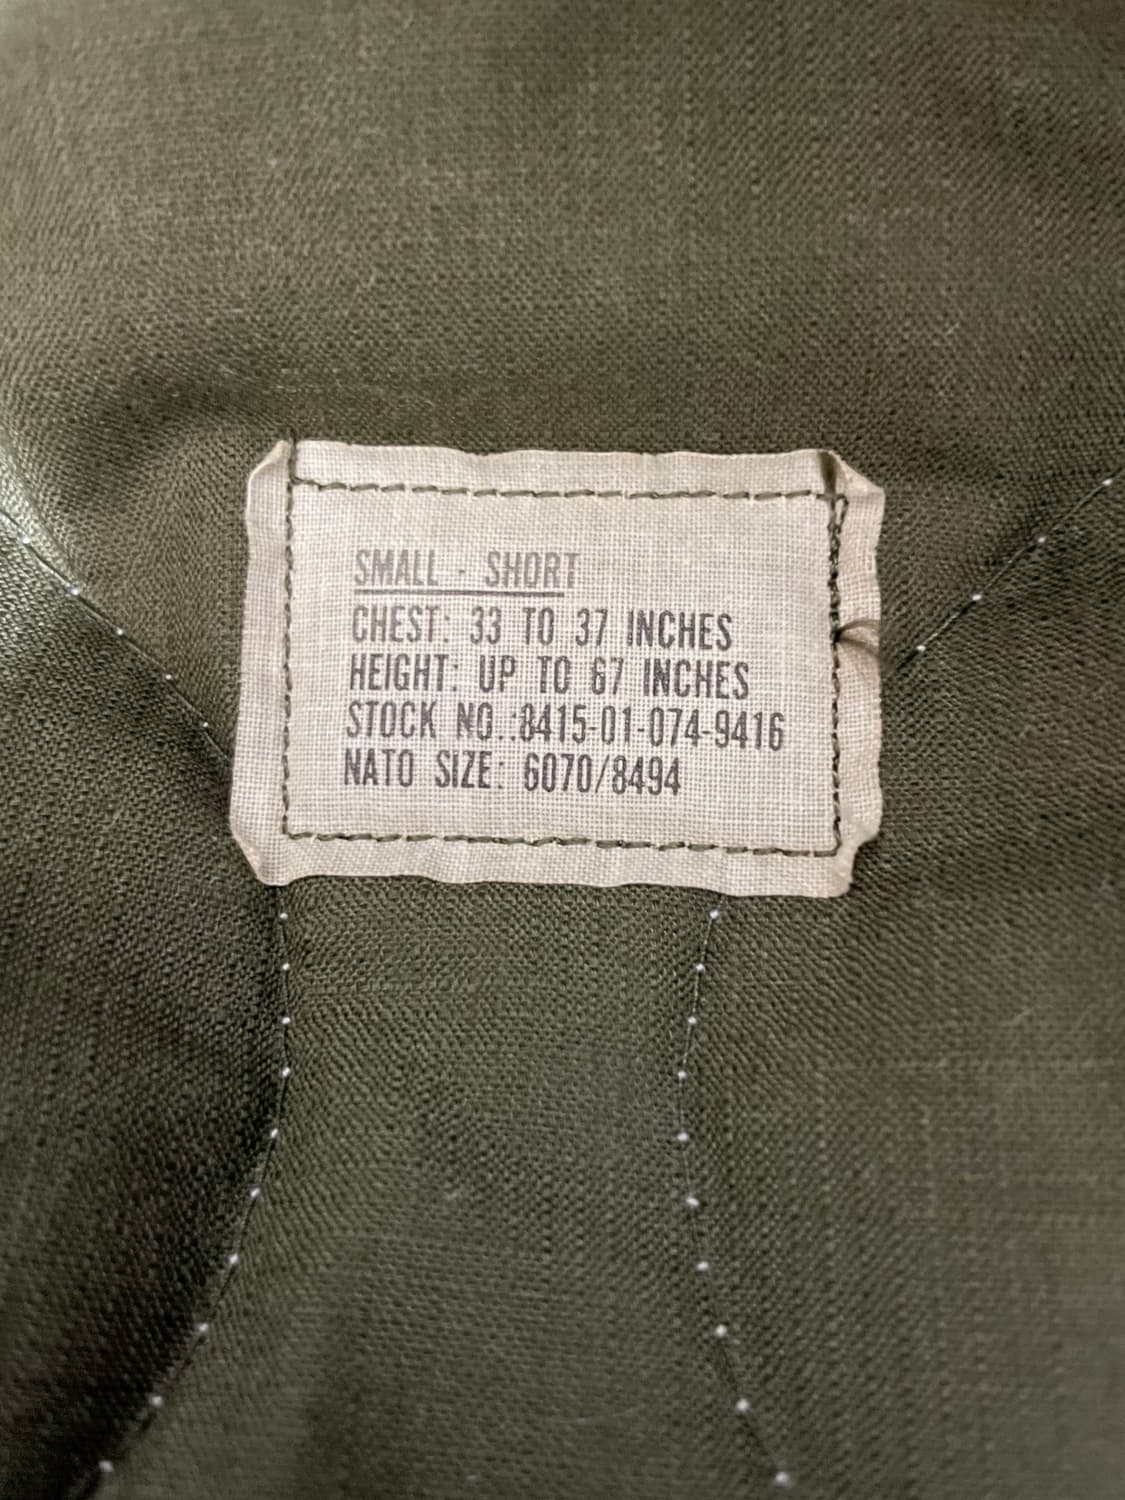 SMALL - SHORT
CHEST: 33 TO 37 INCHES
HEIGHT: UP TO 67 INCHES
STOCK NO.:8415-01-074-9416
NATO SIZE: 6070/8494